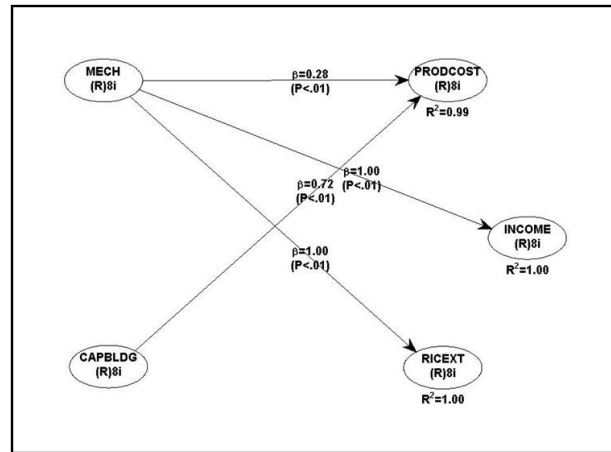 MECH
(R)8i
β=0.28
(P<.01)
PRODCOST
(R)8i
R²=0.99
β=0.72
(P<.01)
β=1.00
(P<.01)
INCOME
(R)8i
R²=1.00
β=1.00
(P<.01)
CAPBLDG
(R)8i
RICEXT
(R)8i
R²=1.00